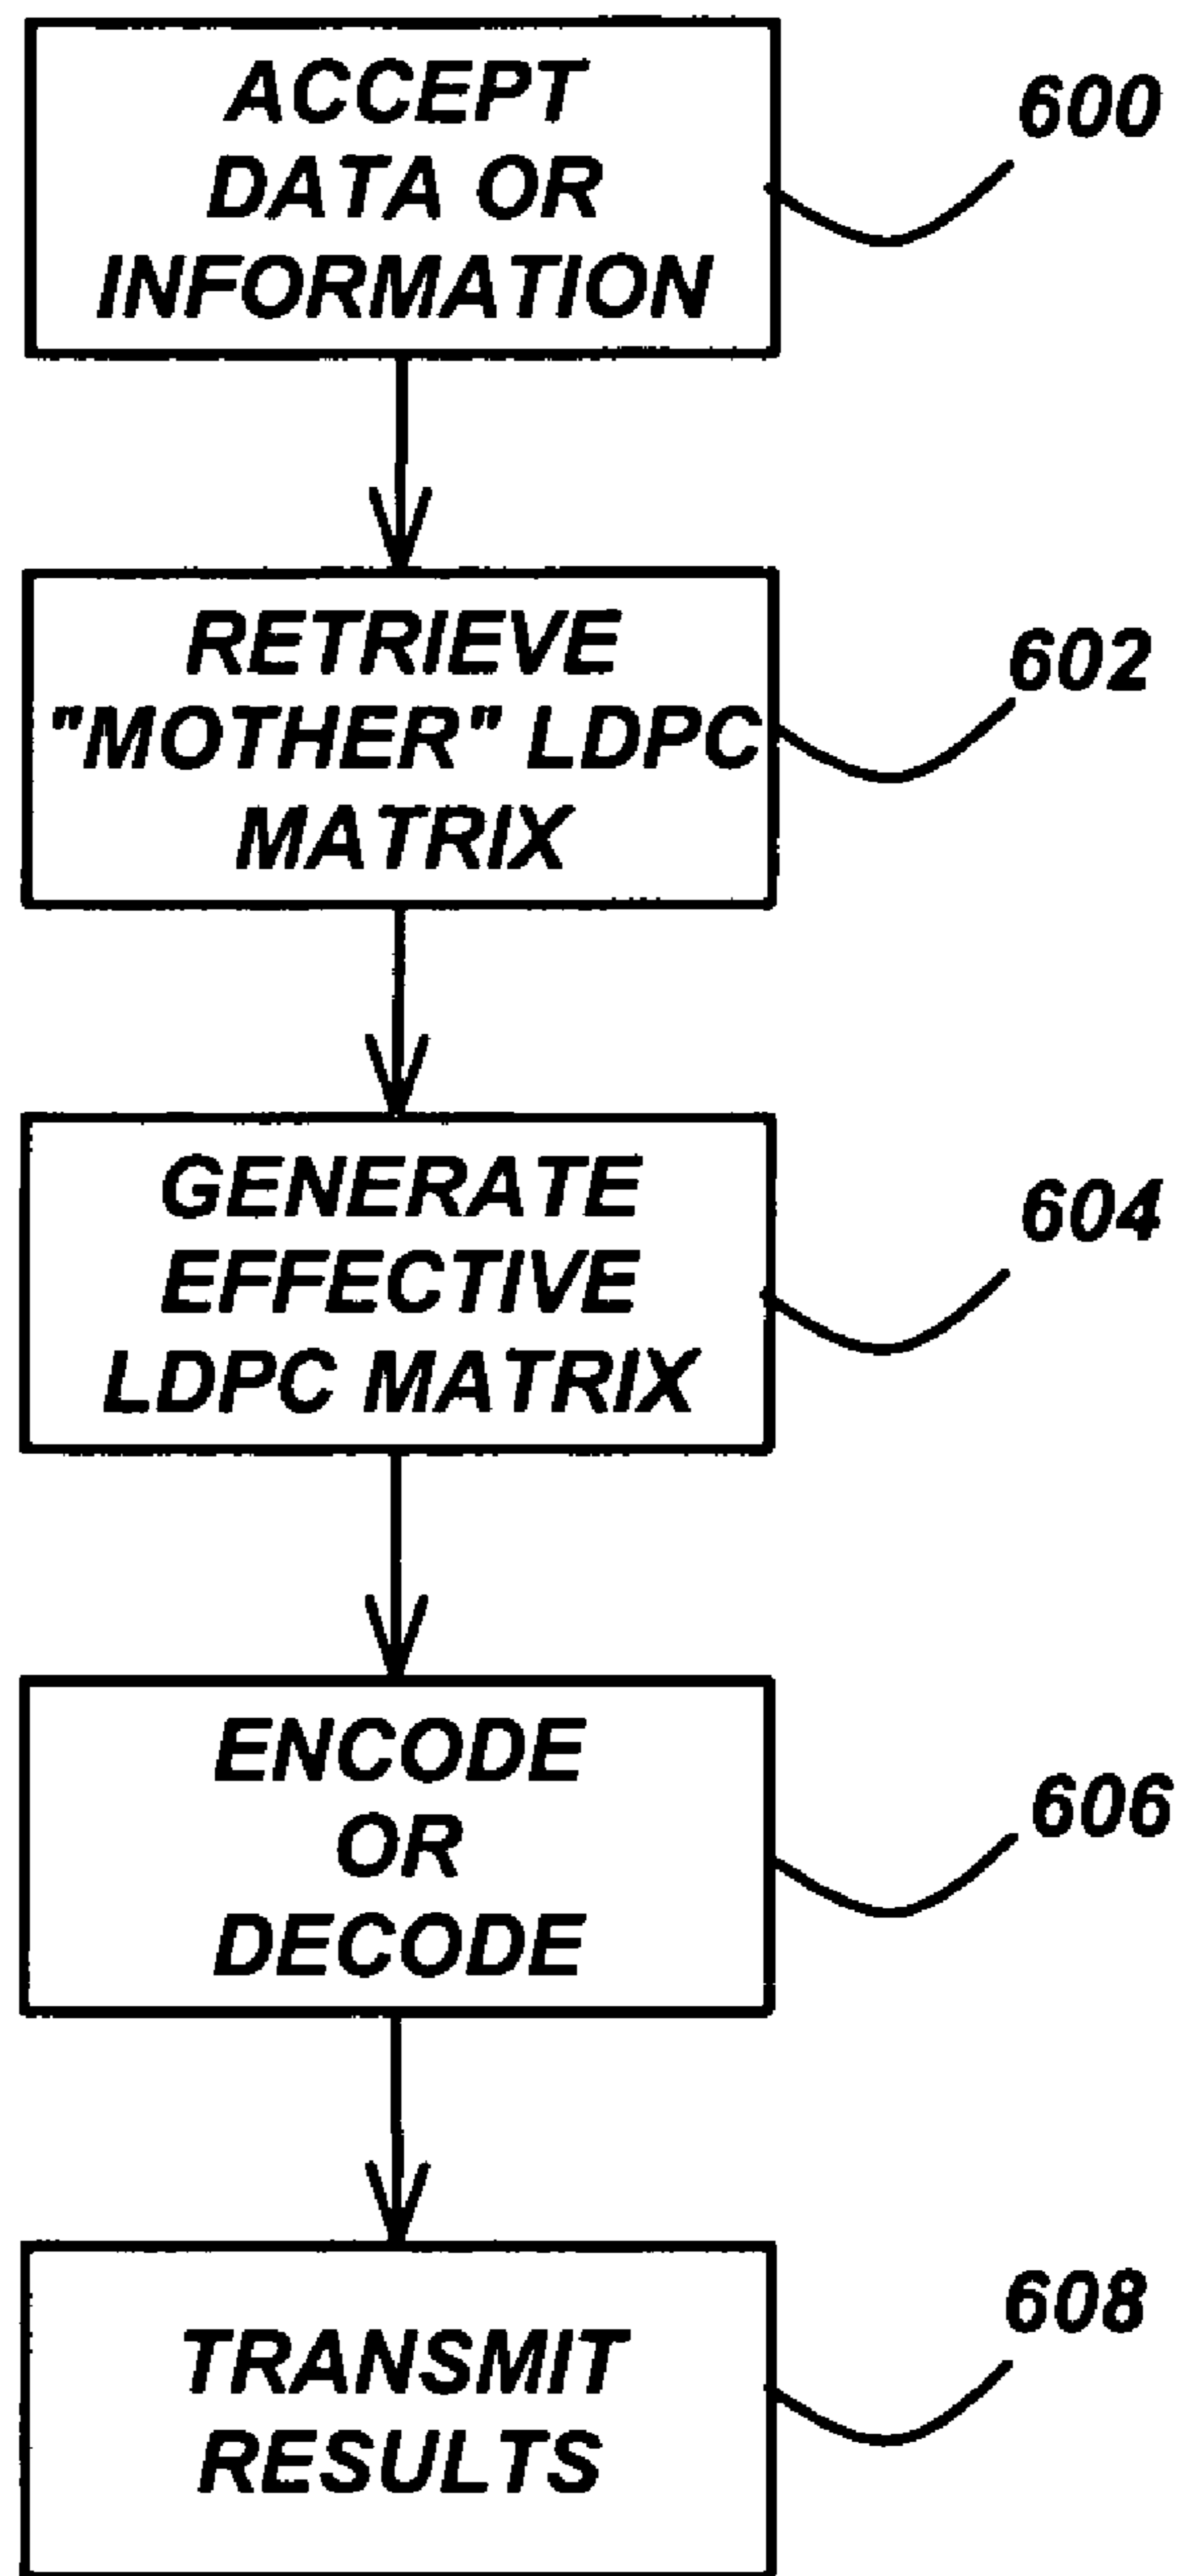 ACCEPT
DATA OR
INFORMATION
600
RETRIEVE
"MOTHER" LDPC
MATRIX
602
GENERATE
EFFECTIVE
LDPC MATRIX
604
ENCODE
OR
DECODE
606
TRANSMIT
RESULTS
608